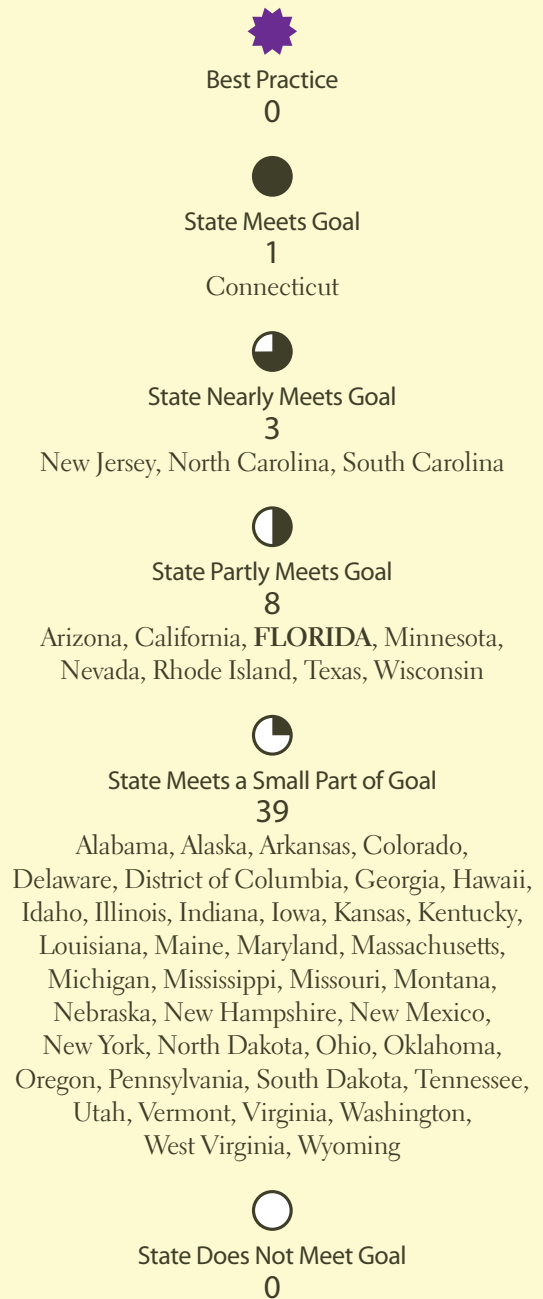 Best Practice
0
State Meets Goal
1
Connecticut
State Nearly Meets Goal
3
New Jersey, North Carolina, South Carolina
State Partly Meets Goal
8
Arizona, California, FLORIDA, Minnesota,
Nevada, Rhode Island, Texas, Wisconsin
State Meets a Small Part of Goal
39
Alabama, Alaska, Arkansas, Colorado,
Delaware, District of Columbia, Georgia, Hawaii,
Idaho, Illinois, Indiana, Iowa, Kansas, Kentucky,
Louisiana, Maine, Maryland, Massachusetts,
Michigan, Mississippi, Missouri, Montana,
Nebraska, New Hampshire, New Mexico,
New York, North Dakota, Ohio, Oklahoma,
Oregon, Pennsylvania, South Dakota, Tennessee,
Utah, Vermont, Virginia, Washington,
West Virginia, Wyoming
State Does Not Meet Goal
0